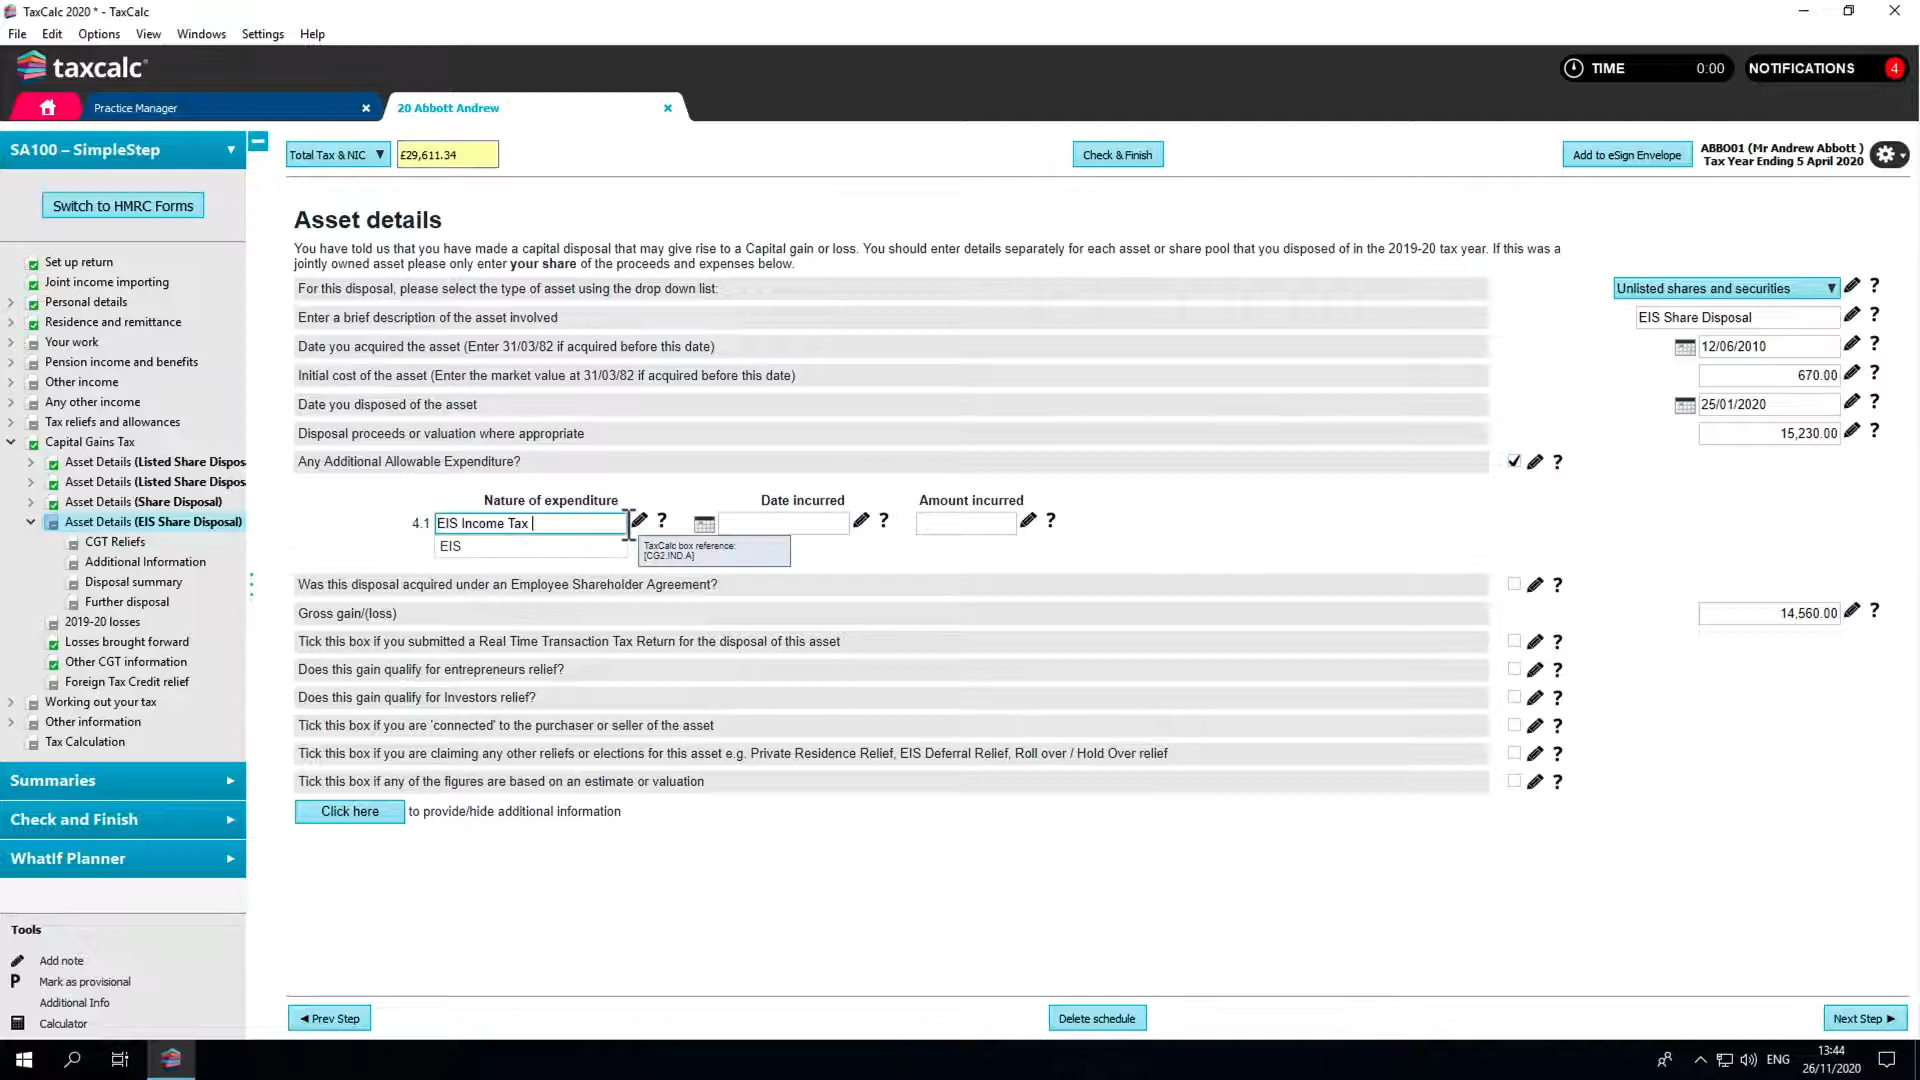 TaxCalc 2020 * - TaxCalc
File Edit Options View Windows Settings Help
taxcalc
TIME 0:00
NOTIFICATIONS 4
Practice Manager
20 Abbott Andrew
SA100 – SimpleStep
Switch to HMRC Forms
Set up return
Joint income importing
Personal details
Residence and remittance
Your work
Pension income and benefits
Other income
Any other income
Tax reliefs and allowances
Capital Gains Tax
Asset Details (Listed Share Dispos
Asset Details (Listed Share Dispos
Asset Details (Share Disposal)
Asset Details (EIS Share Disposal)
CGT Reliefs
Additional Information
Disposal summary
Further disposal
2019-20 losses
Losses brought forward
Other CGT information
Foreign Tax Credit relief
Working out your tax
Other information
Tax Calculation
Summaries
Check and Finish
WhatIf Planner
Tools
Add note
P Mark as provisional
Additional Info
Calculator
Total Tax & NIC £29,611.34
Check & Finish
Add to eSign Envelope
ABBO01 (Mr Andrew Abbott )
Tax Year Ending 5 April 2020
Asset details
You have told us that you have made a capital disposal that may give rise to a Capital gain or loss. You should enter details separately for each asset or share pool that you disposed of in the 2019-20 tax year. If this was a
jointly owned asset please only enter your share of the proceeds and expenses below.
For this disposal, please select the type of asset using the drop down list: Unlisted shares and securities ?
Enter a brief description of the asset involved EIS Share Disposal ?
Date you acquired the asset (Enter 31/03/82 if acquired before this date) 12/06/2010 ?
Initial cost of the asset (Enter the market value at 31/03/82 if acquired before this date) 670.00 ?
Date you disposed of the asset 25/01/2020 ?
Disposal proceeds or valuation where appropriate 15,230.00 ?
Any Additional Allowable Expenditure? ?
Nature of expenditure Date incurred Amount incurred
4.1 EIS Income Tax ? ? ?
EIS
TaxCalc box reference:
[CG2.IND.A]
Was this disposal acquired under an Employee Shareholder Agreement? ?
Gross gain/(loss) 14,560.00 ?
Tick this box if you submitted a Real Time Transaction Tax Return for the disposal of this asset ?
Does this gain qualify for entrepreneurs relief? ?
Does this gain qualify for Investors relief? ?
Tick this box if you are 'connected' to the purchaser or seller of the asset ?
Tick this box if you are claiming any other reliefs or elections for this asset e.g. Private Residence Relief, EIS Deferral Relief, Roll over / Hold Over relief ?
Tick this box if any of the figures are based on an estimate or valuation ?
Click here to provide/hide additional information
Prev Step
Delete schedule
Next Step
ENG
13:44
26/11/2020